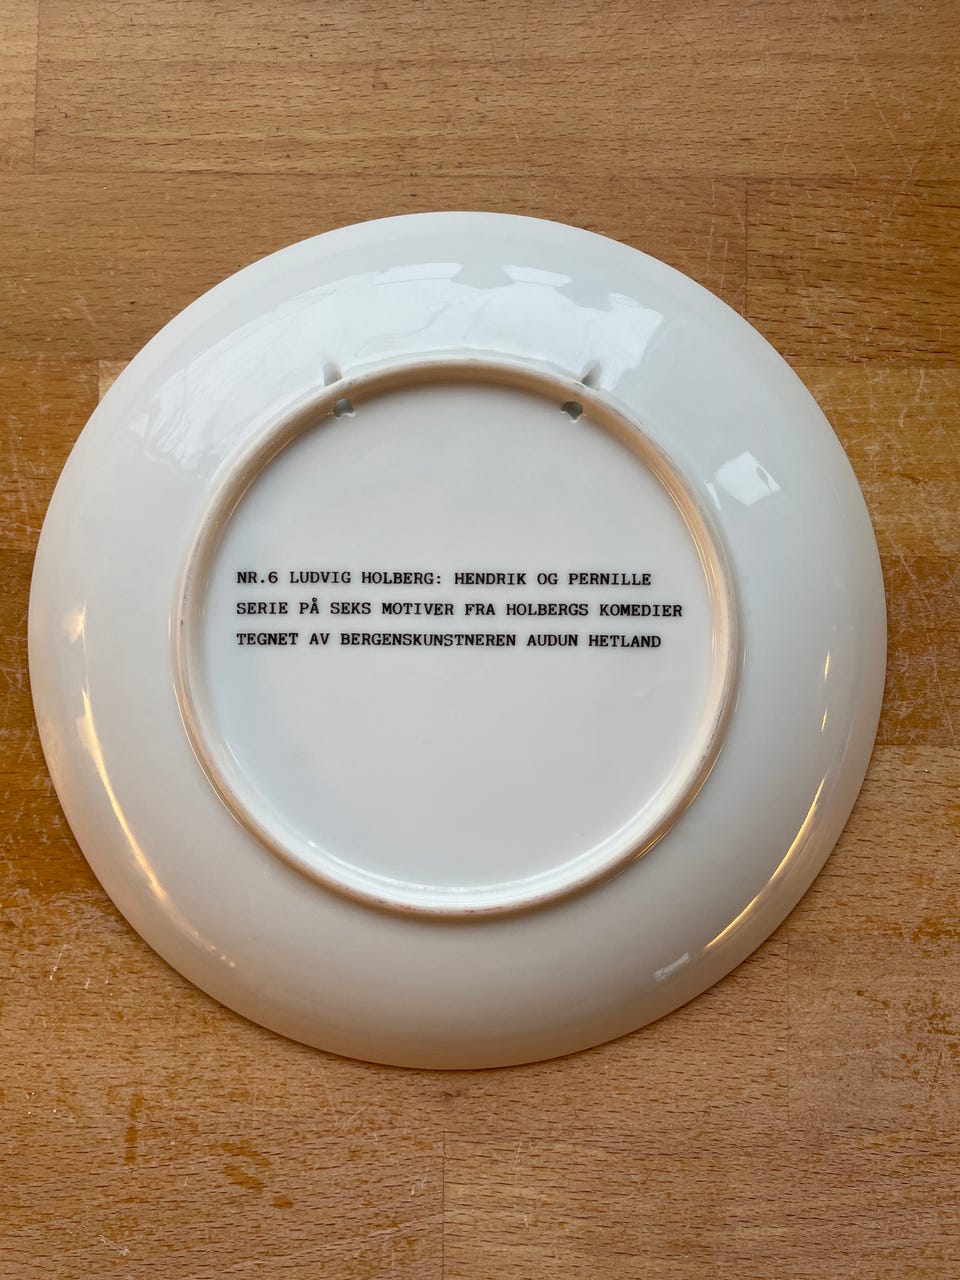 NR.6 LUDVIG HOLBERG: HENDRIK OG PERNILLE
SERIE PÅ SEKS MOTIVER FRA HOLBERGS KOMEDIER
TEGNET AV BERGENSKUNSTNEREN AUDUN HETLAND